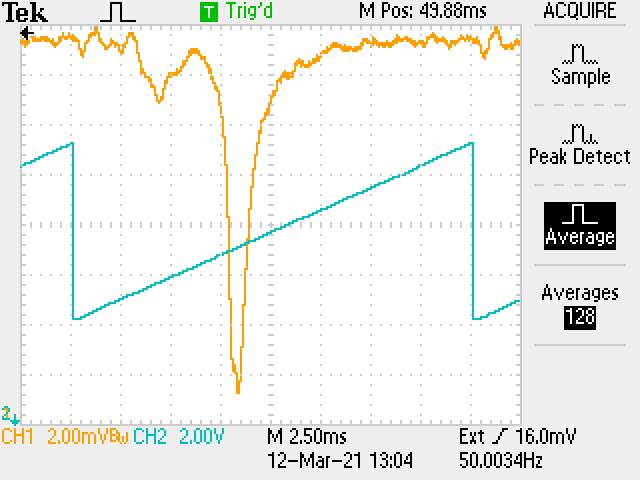 Tek T Trig'd M Pos: 49.88ms ACQUIRE
Sample
Peak Detect
Average
Averages
128
2
CH1 2.00mVBw CH2 2.00V M 2.50ms Ext 16.0mV
12-Mar-21 13:04 50.0034Hz